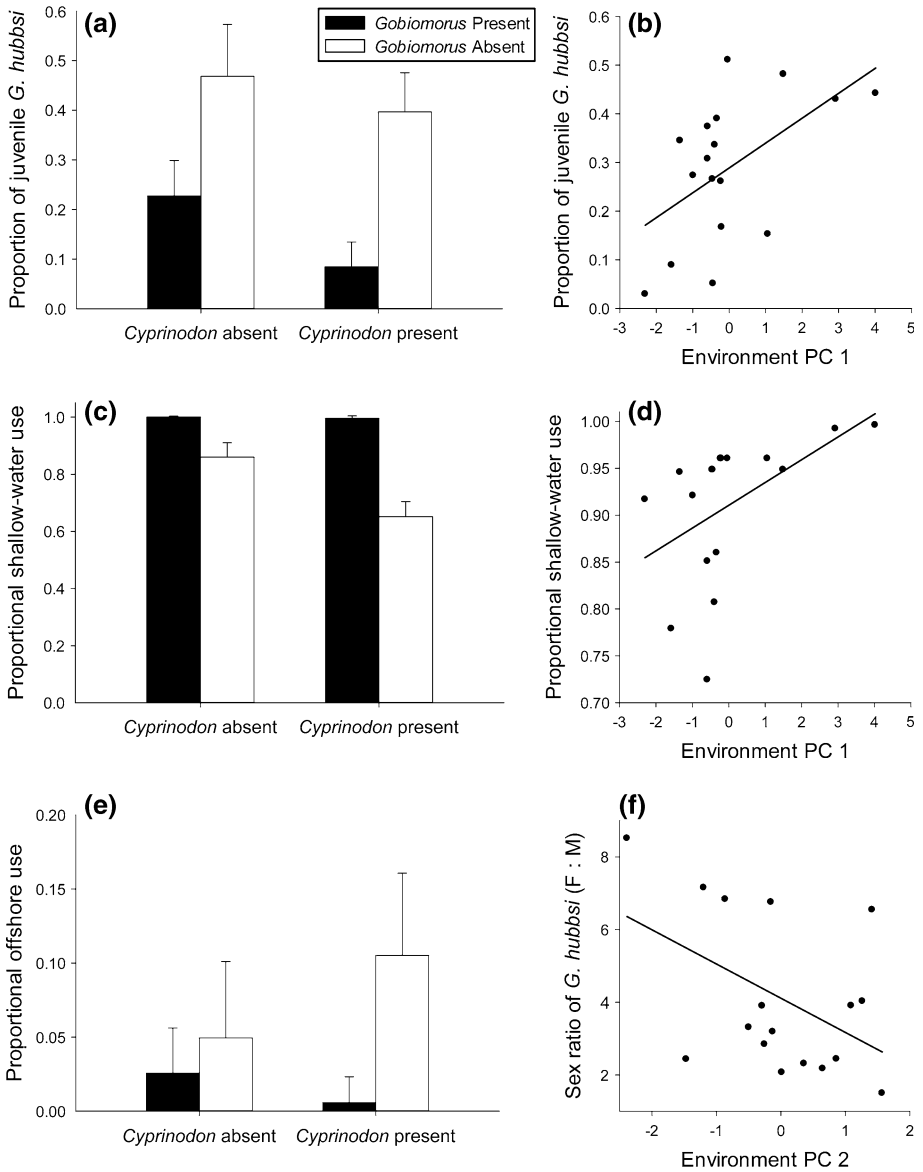 (a)
Gobiomorus Present
Gobiomorus Absent
Proportion of juvenile G. hubbsi
0.6
0.5
0.4
0.3
0.2
0.1
0.0
Cyprinodon absent Cyprinodon present
(b)
Proportion of juvenile G. hubbsi
0.6
0.5
0.4
0.3
0.2
0.1
0.0
-3 -2 -1 0 1 2 3 4 5
Environment PC 1
(c)
Proportional shallow-water use
1.0
0.8
0.6
0.4
0.2
0.0
Cyprinodon absent Cyprinodon present
(d)
Proportional shallow-water use
1.00
0.95
0.90
0.85
0.80
0.75
0.70
-3 -2 -1 0 1 2 3 4 5
Environment PC 1
(e)
Proportional offshore use
0.20
0.15
0.10
0.05
0.00
Cyprinodon absent Cyprinodon present
(f)
Sex ratio of G. hubbsi (F : M)
8
6
4
2
-2 -1 0 1 2
Environment PC 2